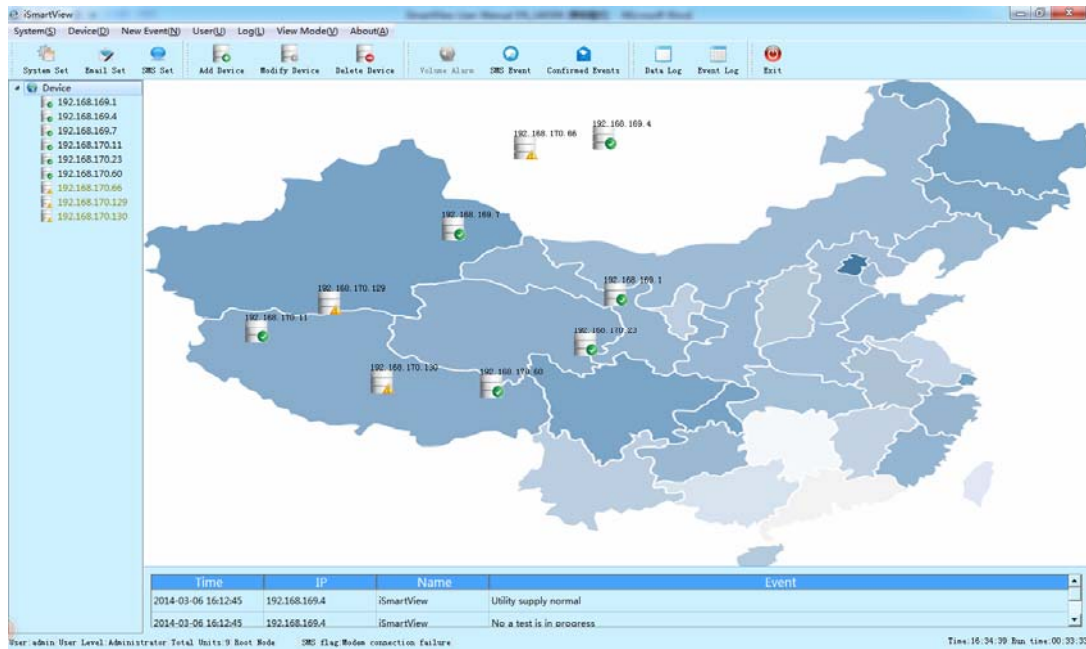 iSmartView
System(S) Device(D) New Event(N) User(U) Log(L) View Mode(V) About(A)
System Set Email Set SMS Set Add Device Modify Device Delete Device Volume Alarm SMS Event Confirmed Events Data Log Event Log Exit
Device
192.168.169.1
192.168.169.4
192.168.169.7
192.168.170.11
192.168.170.23
192.168.170.60
192.168.170.66
192.168.170.129
192.168.170.130
192.168.169.4
192.168.170.66
192.168.169.7
192.168.169.1
192.168.170.129
192.168.170.11
192.168.170.23
192.168.170.130
192.168.170.60
Time IP Name Event
2014-03-06 16:12:45 192.168.169.4 iSmartView Utility supply normal
2014-03-06 16:12:45 192.168.169.4 iSmartView No a test is in progress
User:admin User Level:Administrator Total Units:9 Root Node SMS flag:Modem connection failure Time:16:34:39 Run time:00:33:33